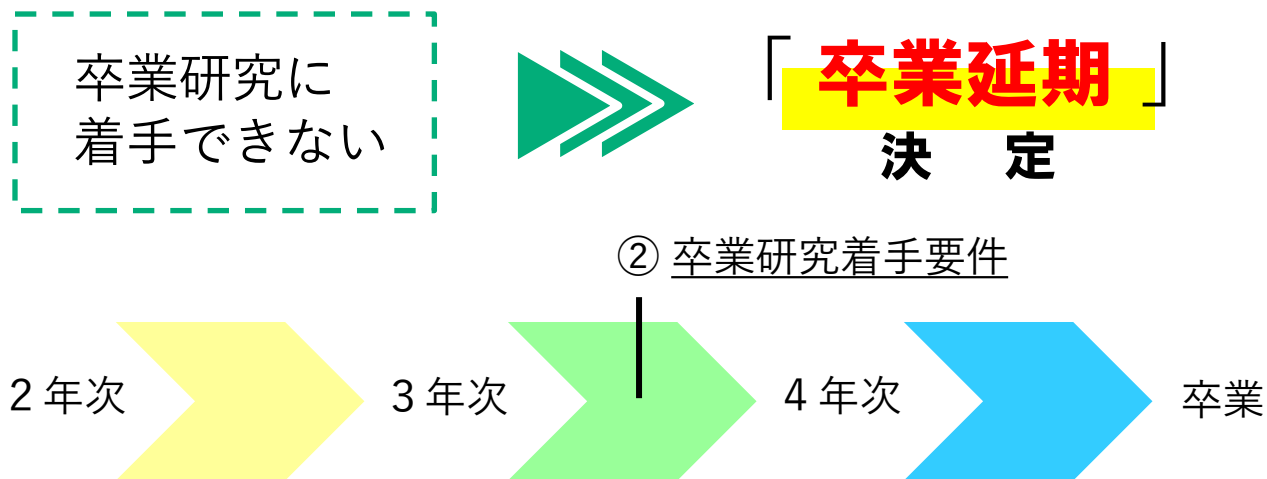 卒業研究に
着手できない
「卒業延期」
決 定
② 卒業研究着手要件
2 年次
3 年次
4 年次
卒業